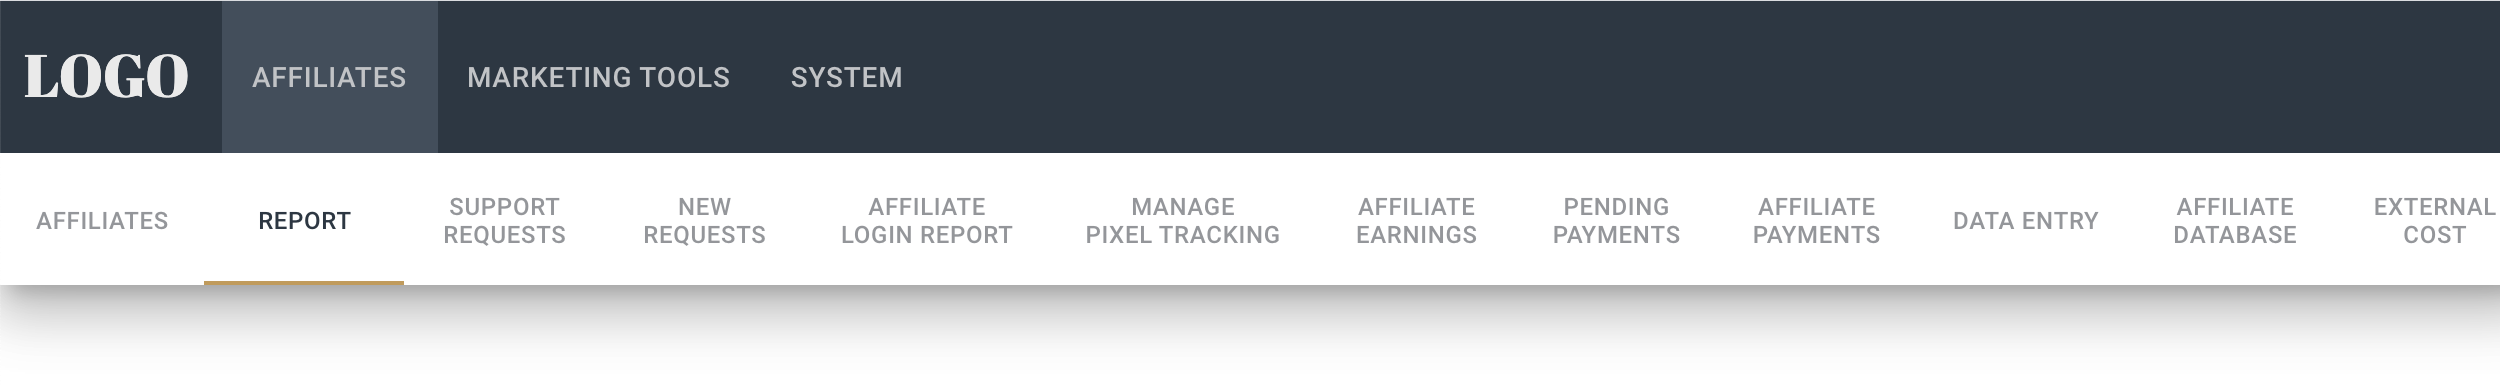 LOGO
AFFILIATES
MARKETING TOOLS
SYSTEM
AFFILIATES
REPORT
SUPPORT
REQUESTS
NEW
REQUESTS
AFFILIATE
LOGIN REPORT
MANAGE
PIXEL TRACKING
AFFILIATE
EARNINGS
PENDING
PAYMENTS
AFFILIATE
PAYMENTS
DATA ENTRY
AFFILIATE
DATABASE
EXTERNAL
COST